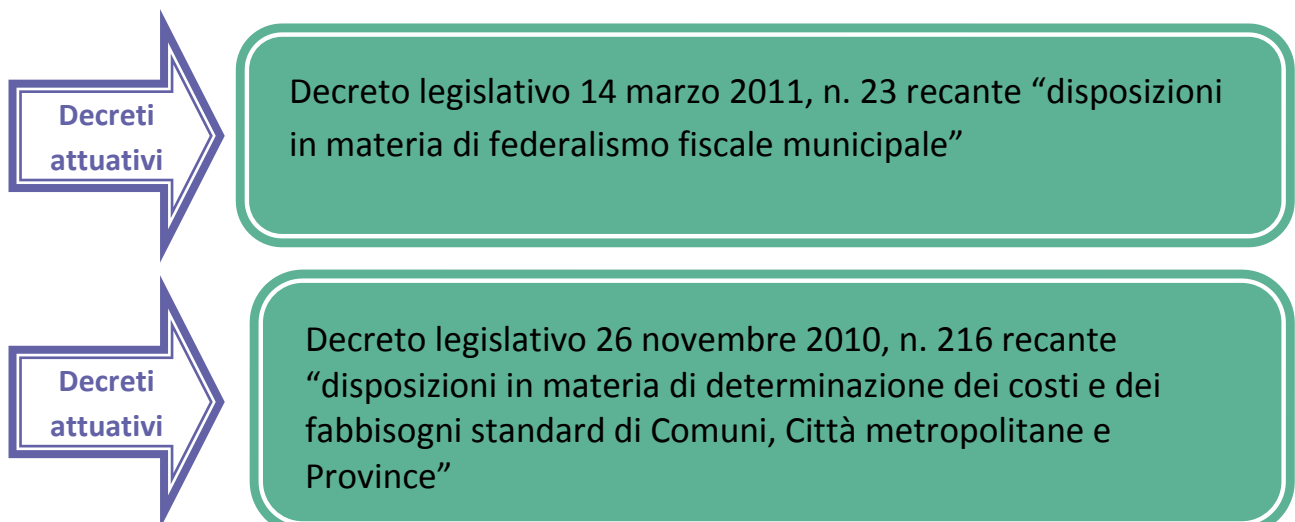 Decreti
attuativi
Decreto legislativo 14 marzo 2011, n. 23 recante “disposizioni
in materia di federalismo fiscale municipale”
Decreti
attuativi
Decreto legislativo 26 novembre 2010, n. 216 recante
“disposizioni in materia di determinazione dei costi e dei
fabbisogni standard di Comuni, Città metropolitane e
Province”